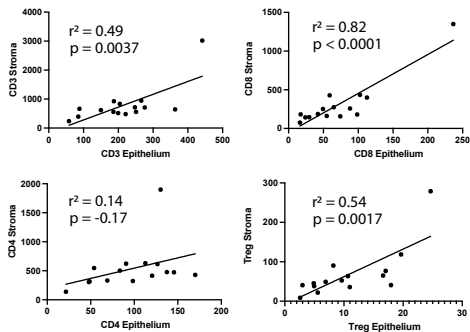 r² = 0.49
p = 0.0037
CD3 Stroma
4000
3000
2000
1000
0
0 100 200 300 400 500
CD3 Epithelium
r² = 0.82
p < 0.0001
CD8 Stroma
1500
1000
500
0
0 50 100 150 200 250
CD8 Epithelium
r² = 0.14
p = -0.17
CD4 Stroma
2000
1500
1000
500
0
0 50 100 150 200
CD4 Epithelium
r² = 0.54
p = 0.0017
Treg Stroma
300
200
100
0
0 10 20 30
Treg Epithelium